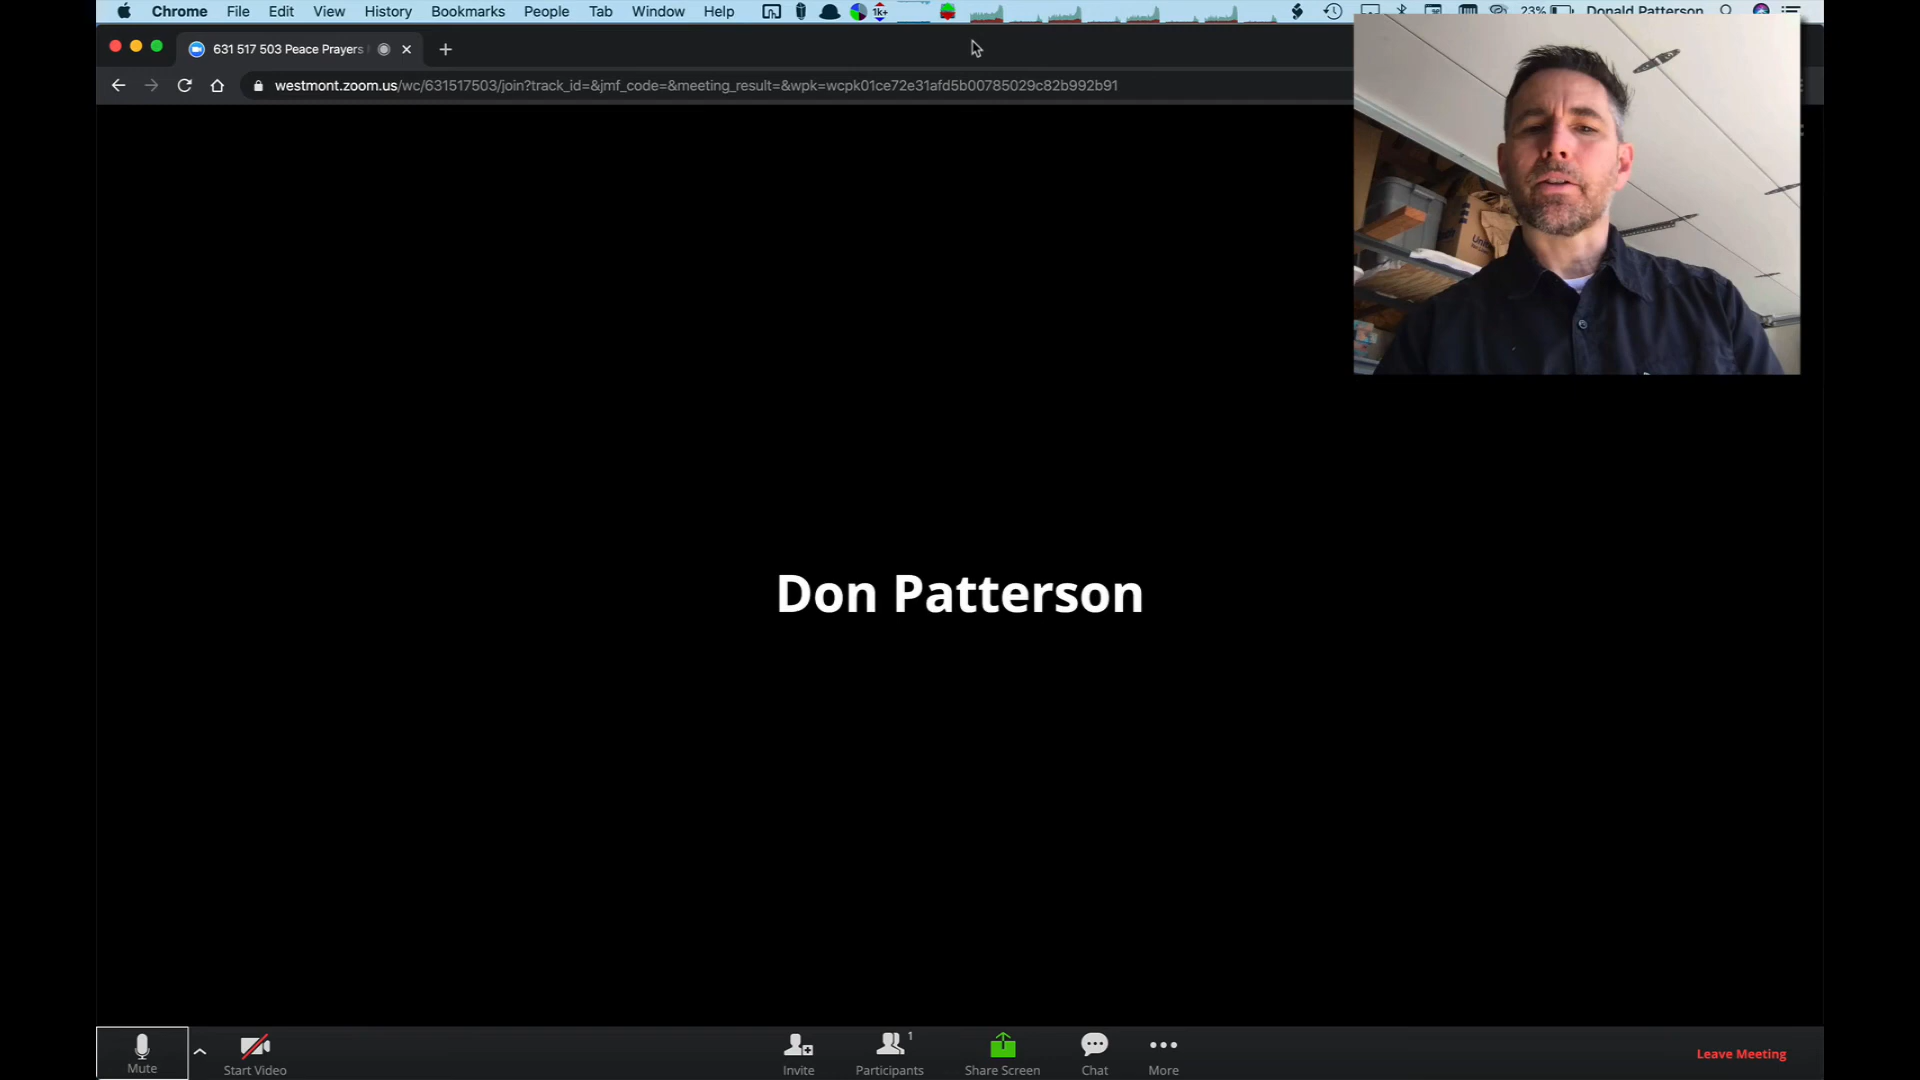 Chrome File Edit View History Bookmarks People Tab Window Help 1k+ 23% Donald Patterson
631 517 503 Peace Prayers
westmont.zoom.us/wc/631517503/join?track_id=&jmf_code=&meeting_result=&wpk=wcpk01ce72e31afd5b00785029c82b992b91
Don Patterson
Mute Start Video Invite Participants 1 Share Screen Chat More Leave Meeting